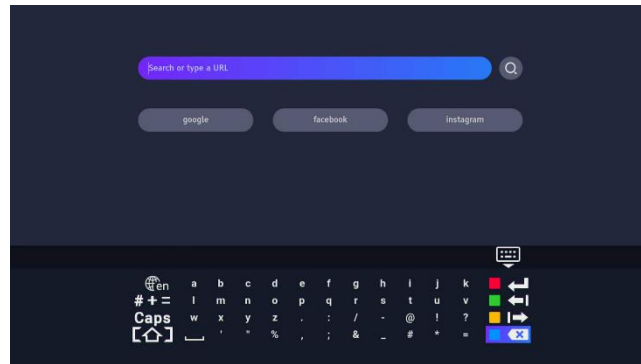 Search or type a URL
google facebook instagram
en a b c d e f g h i j k
#+= l m n o p q r s t u v
Caps w x y z . : / - @ ! ?
' " % , ; & _ # * =